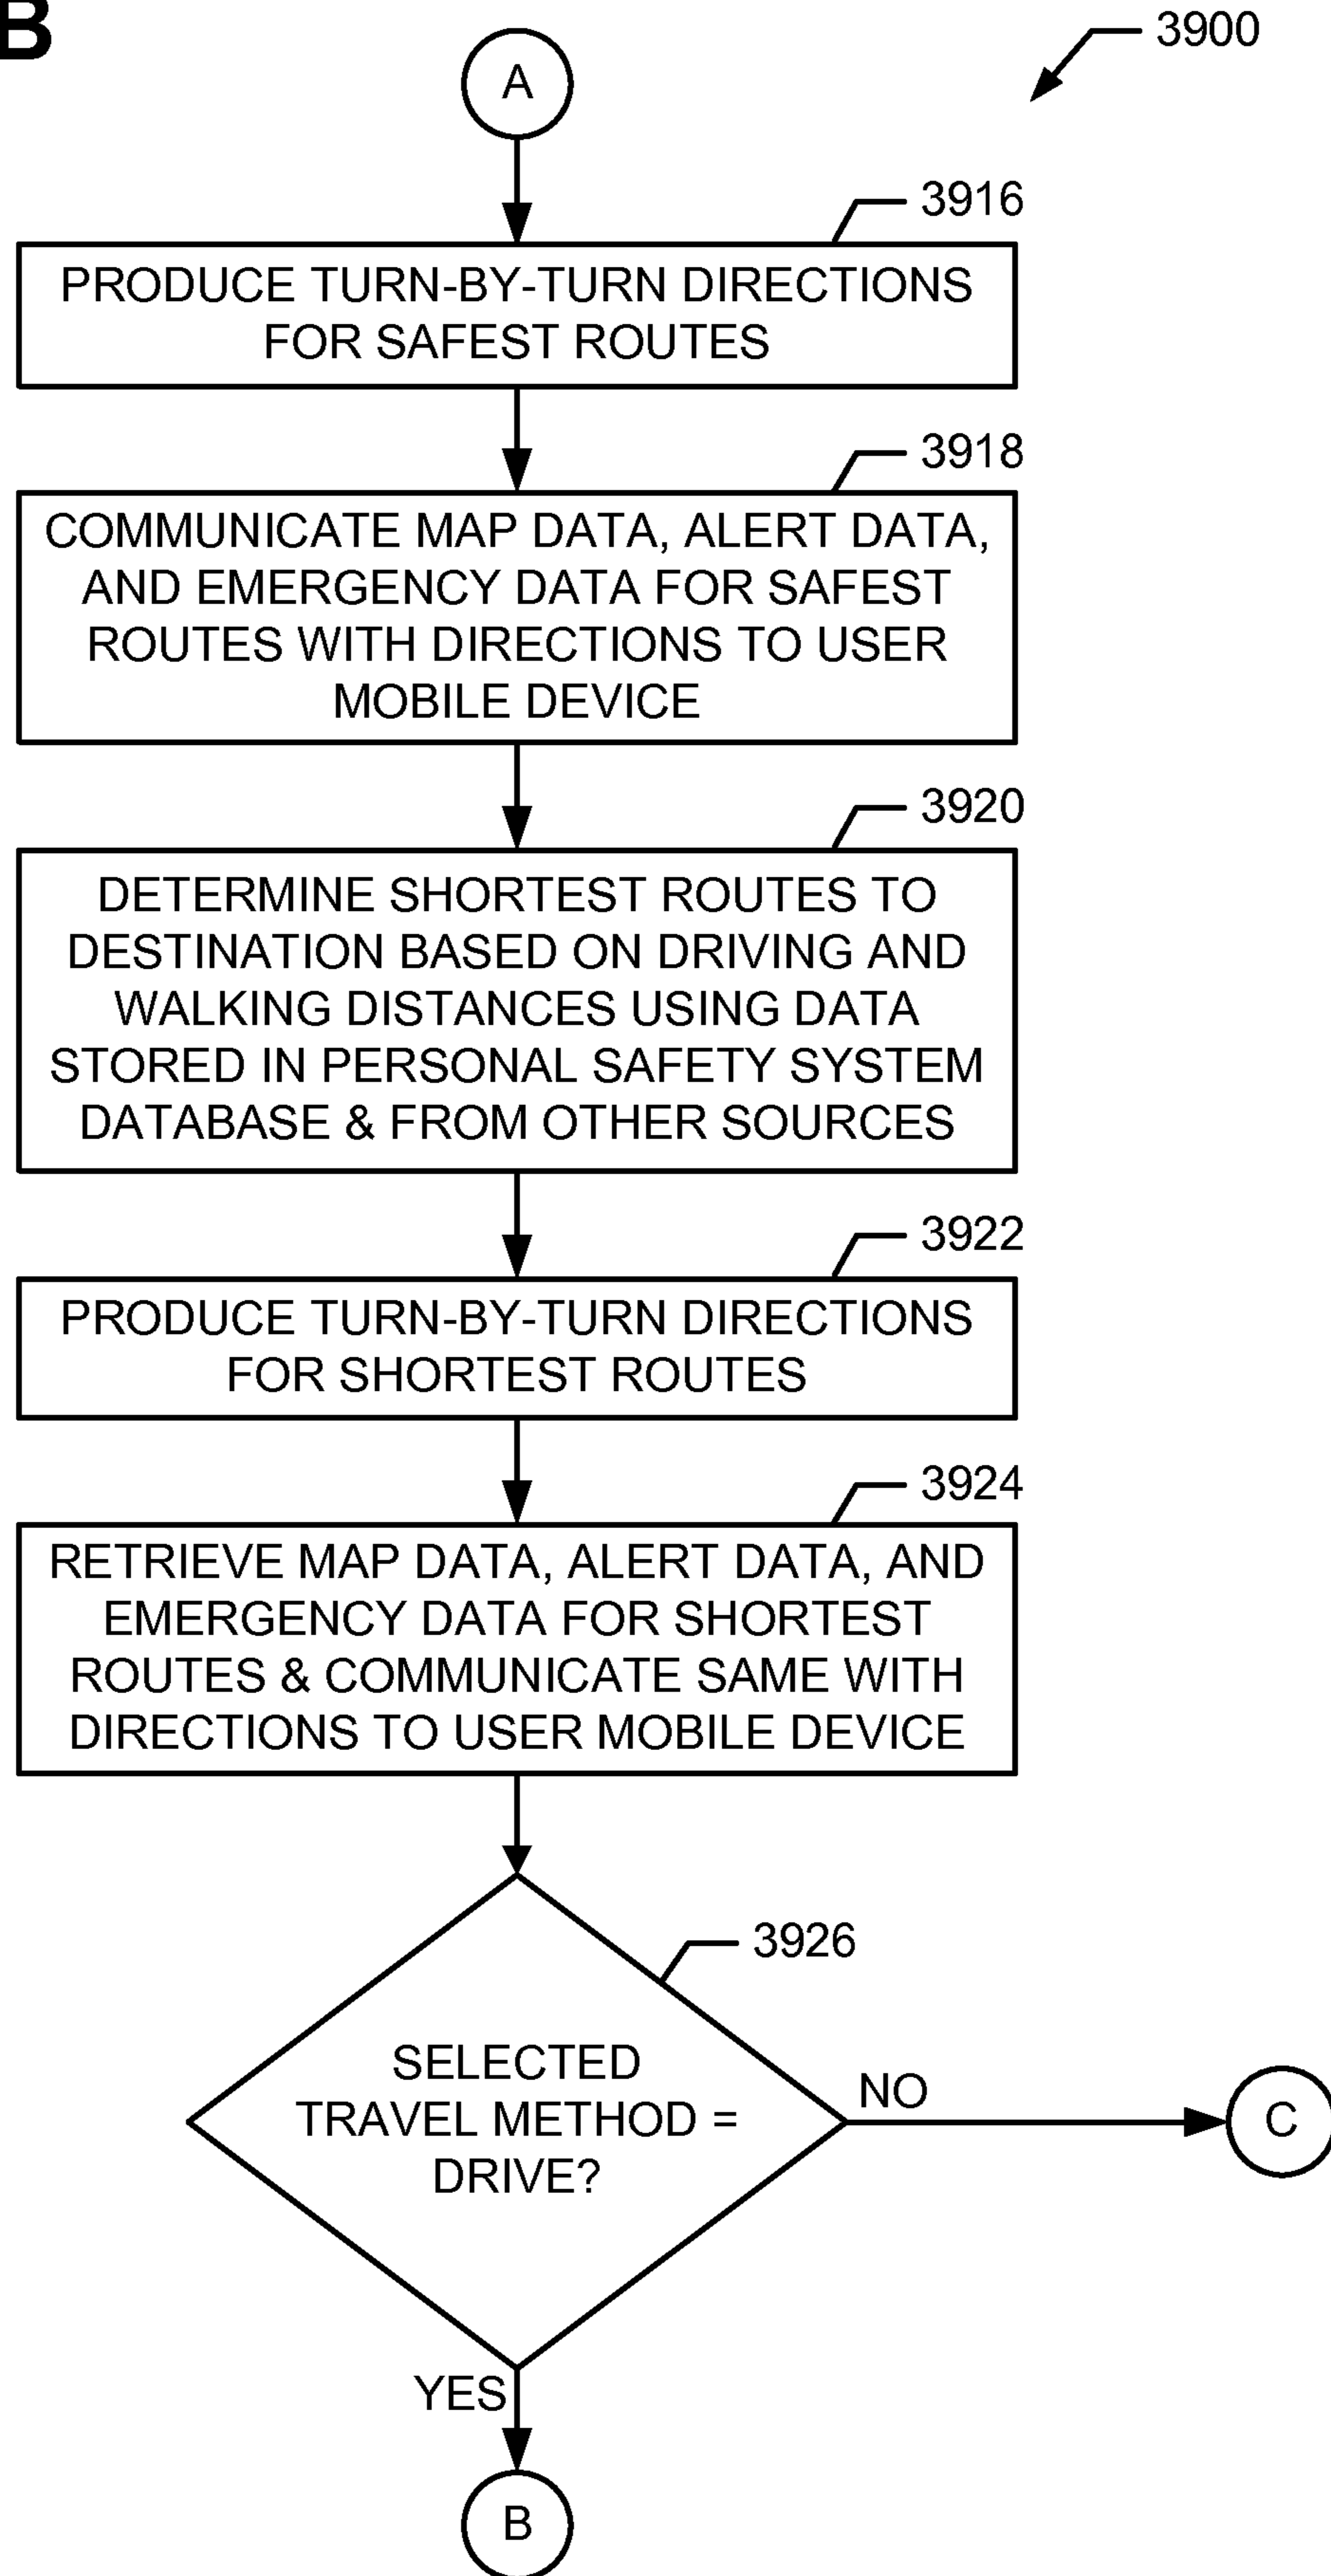 B
3900
A
3916
PRODUCE TURN-BY-TURN DIRECTIONS
FOR SAFEST ROUTES
3918
COMMUNICATE MAP DATA, ALERT DATA,
AND EMERGENCY DATA FOR SAFEST
ROUTES WITH DIRECTIONS TO USER
MOBILE DEVICE
3920
DETERMINE SHORTEST ROUTES TO
DESTINATION BASED ON DRIVING AND
WALKING DISTANCES USING DATA
STORED IN PERSONAL SAFETY SYSTEM
DATABASE & FROM OTHER SOURCES
3922
PRODUCE TURN-BY-TURN DIRECTIONS
FOR SHORTEST ROUTES
3924
RETRIEVE MAP DATA, ALERT DATA, AND
EMERGENCY DATA FOR SHORTEST
ROUTES & COMMUNICATE SAME WITH
DIRECTIONS TO USER MOBILE DEVICE
3926
SELECTED
TRAVEL METHOD =
DRIVE?
NO
C
YES
B